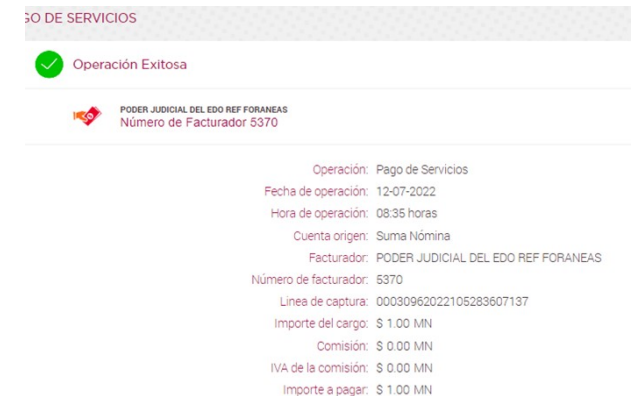 GO DE SERVICIOS
Operación Exitosa
PODER JUDICIAL DEL EDO REF FORANEAS
Número de Facturador 5370
Operación: Pago de Servicios
Fecha de operación: 12-07-2022
Hora de operación: 08:35 horas
Cuenta origen: Suma Nómina
Facturador: PODER JUDICIAL DEL EDO REF FORANEAS
Número de facturador: 5370
Linea de captura: 00030962022105283607137
Importe del cargo: $ 1.00 MN
Comisión: $ 0.00 MN
IVA de la comisión: $ 0.00 MN
Importe a pagar: $ 1.00 MN